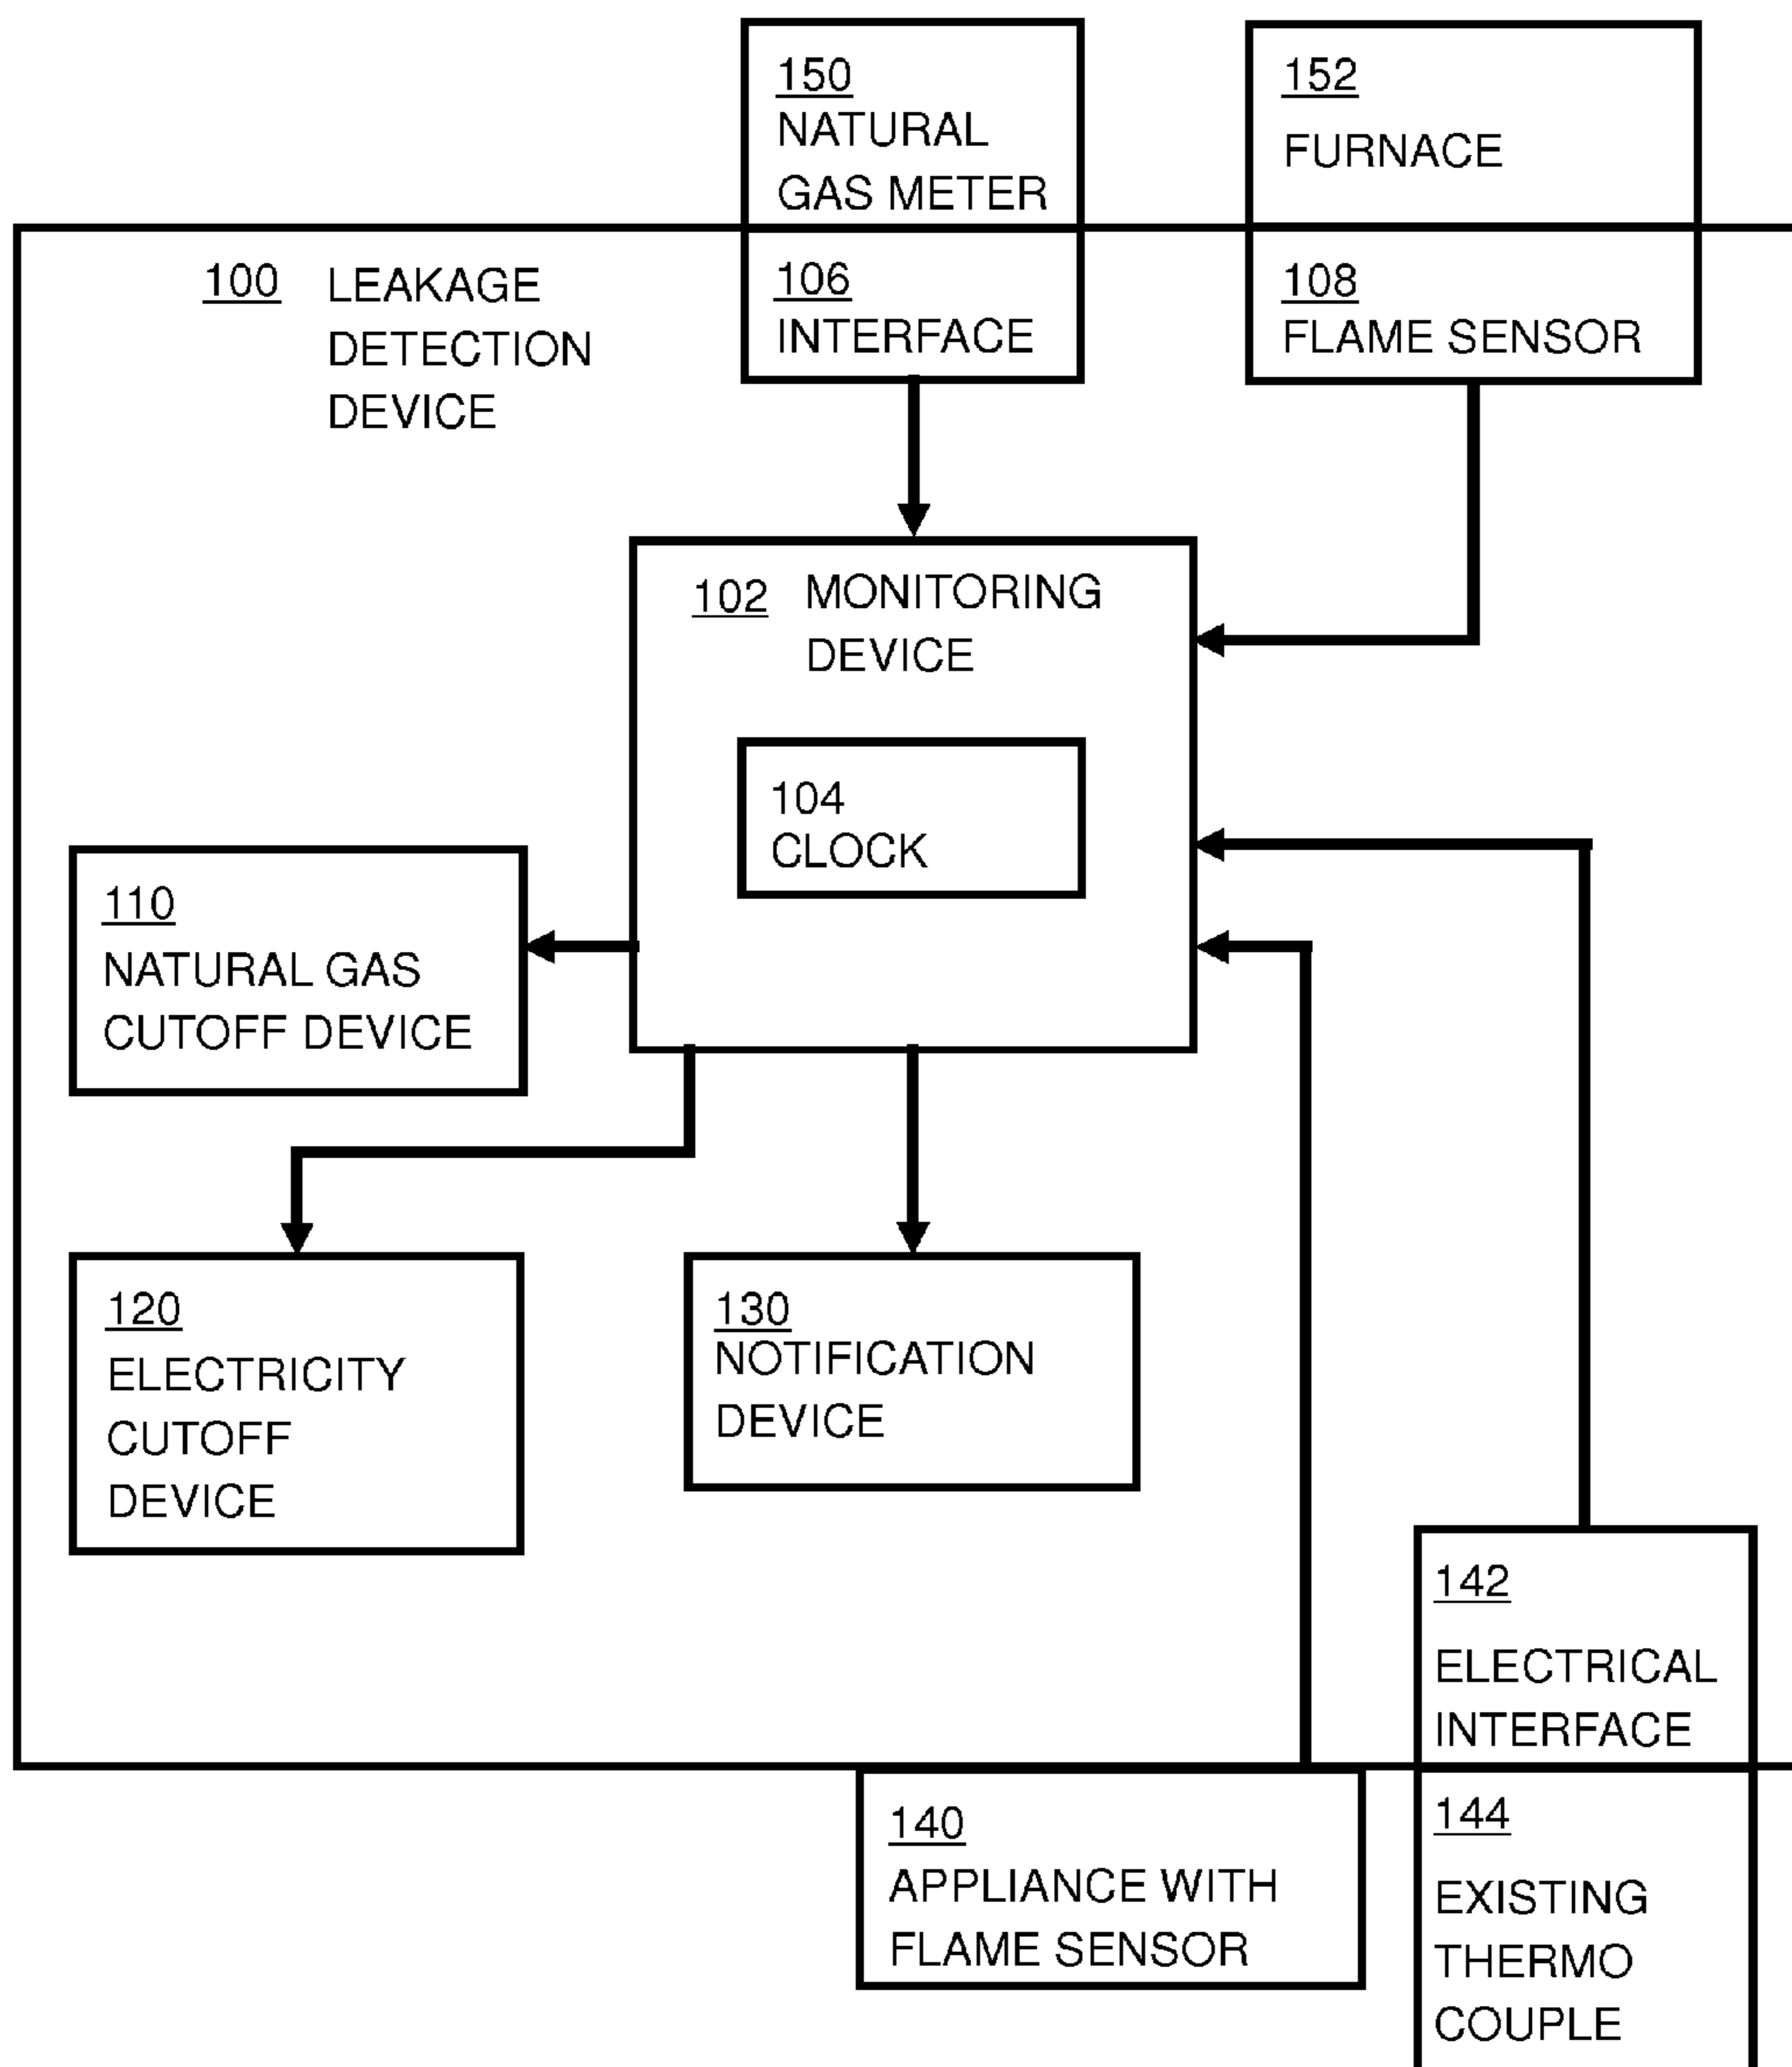 150
NATURAL
GAS METER
152
FURNACE
100 LEAKAGE
DETECTION
DEVICE
106
INTERFACE
108
FLAME SENSOR
102 MONITORING
DEVICE
104
CLOCK
110
NATURAL GAS
CUTOFF DEVICE
120
ELECTRICITY
CUTOFF
DEVICE
130
NOTIFICATION
DEVICE
142
ELECTRICAL
INTERFACE
140
APPLIANCE WITH
FLAME SENSOR
144
EXISTING
THERMO
COUPLE